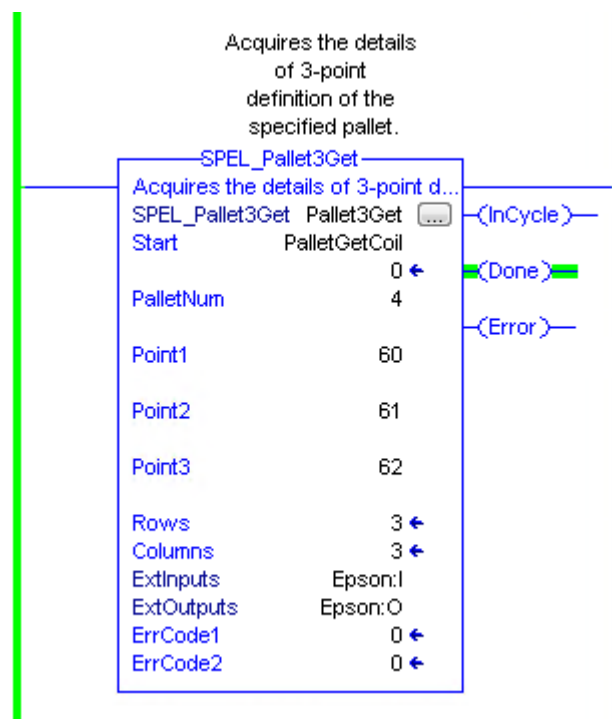 Acquires the details
of 3-point
definition of the
specified pallet.
SPEL_Pallet3Get
Acquires the details of 3-point d...
SPEL_Pallet3Get Pallet3Get ...
(InCycle)
Start PalletGetCoil
0
(Done)
PalletNum 4
(Error)
Point1 60
Point2 61
Point3 62
Rows 3
Columns 3
ExtInputs Epson:I
ExtOutputs Epson:O
ErrCode1 0
ErrCode2 0